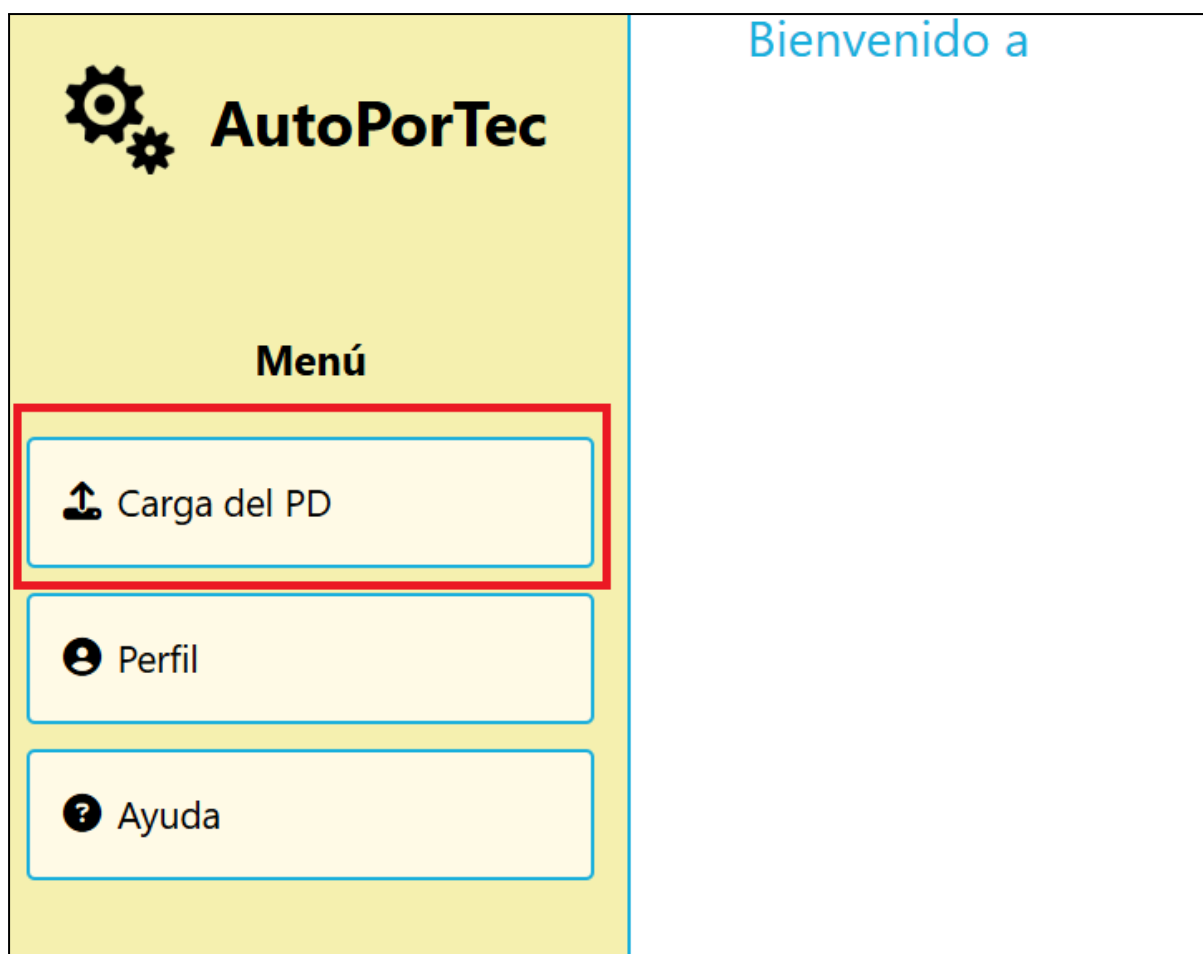 AutoPorTec
Bienvenido a
Menú
Carga del PD
Perfil
Ayuda